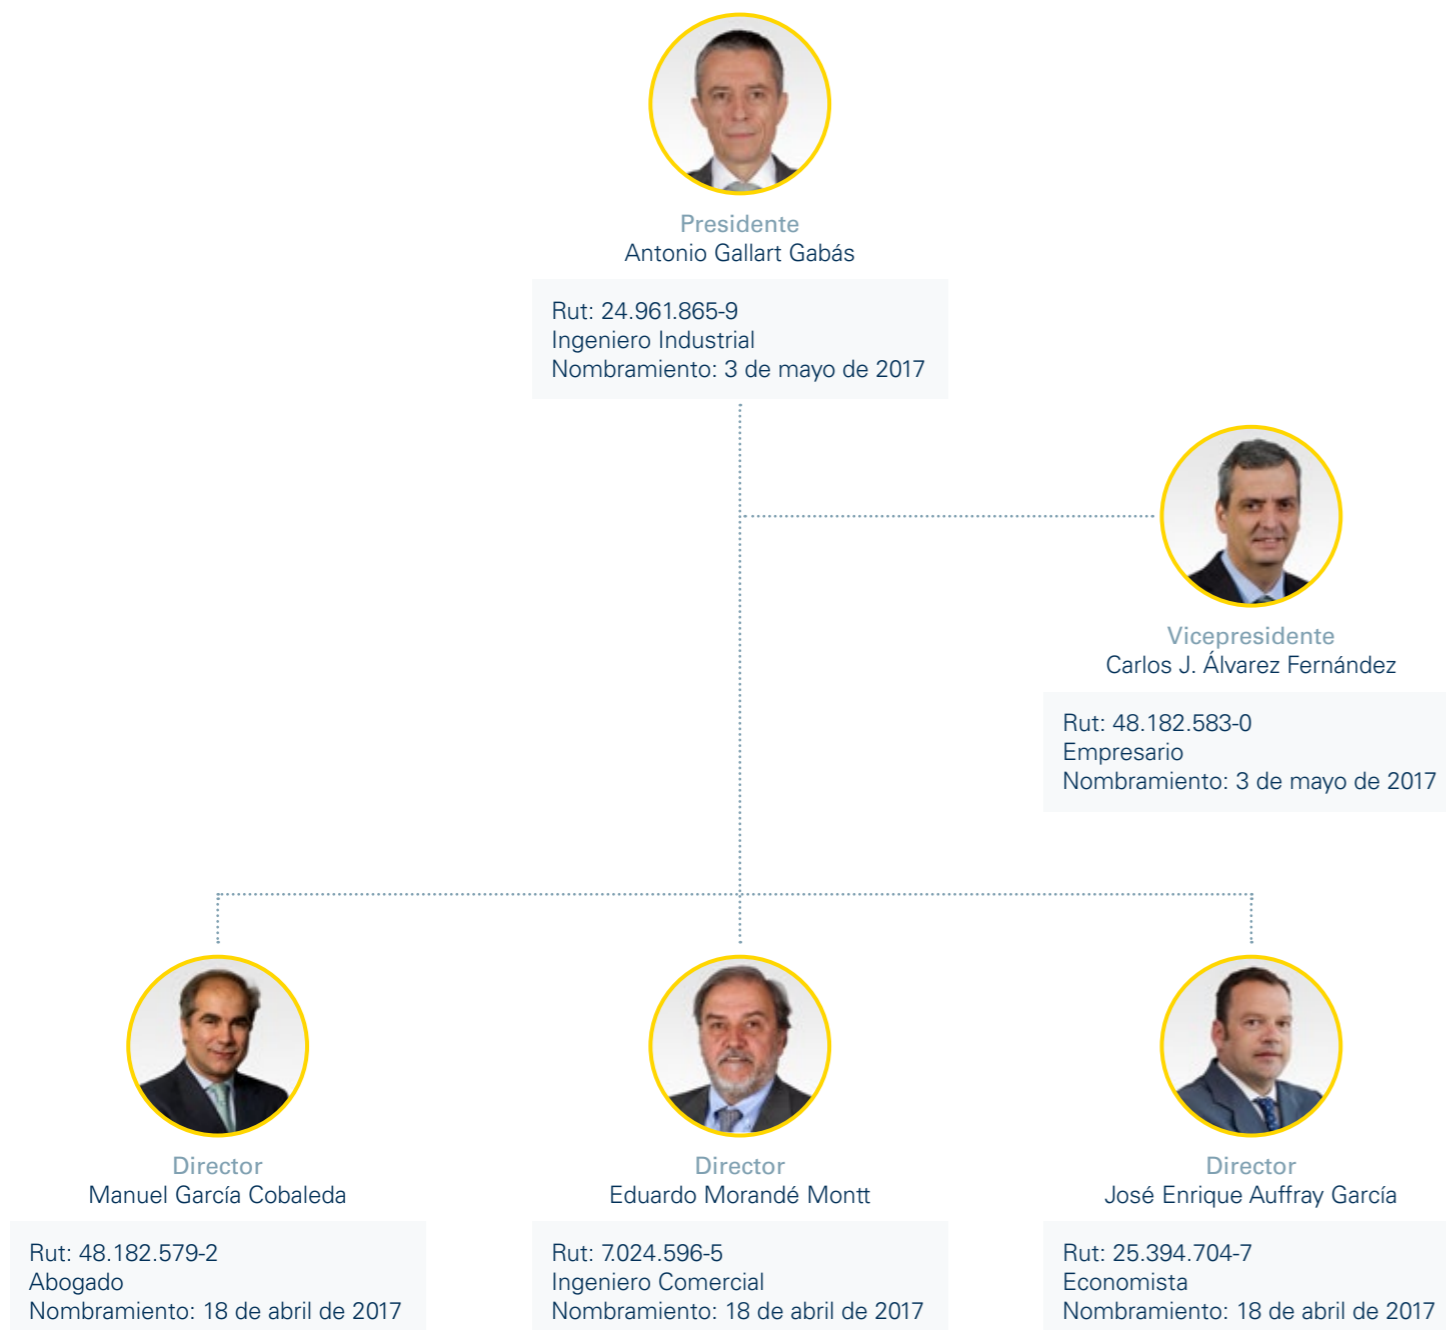 Presidente
Antonio Gallart Gabás
Rut: 24.961.865-9
Ingeniero Industrial
Nombramiento: 3 de mayo de 2017
Vicepresidente
Carlos J. Álvarez Fernández
Rut: 48.182.583-0
Empresario
Nombramiento: 3 de mayo de 2017
Director
Manuel García Cobaleda
Rut: 48.182.579-2
Abogado
Nombramiento: 18 de abril de 2017
Director
Eduardo Morandé Montt
Rut: 7.024.596-5
Ingeniero Comercial
Nombramiento: 18 de abril de 2017
Director
José Enrique Auffray García
Rut: 25.394.704-7
Economista
Nombramiento: 18 de abril de 2017